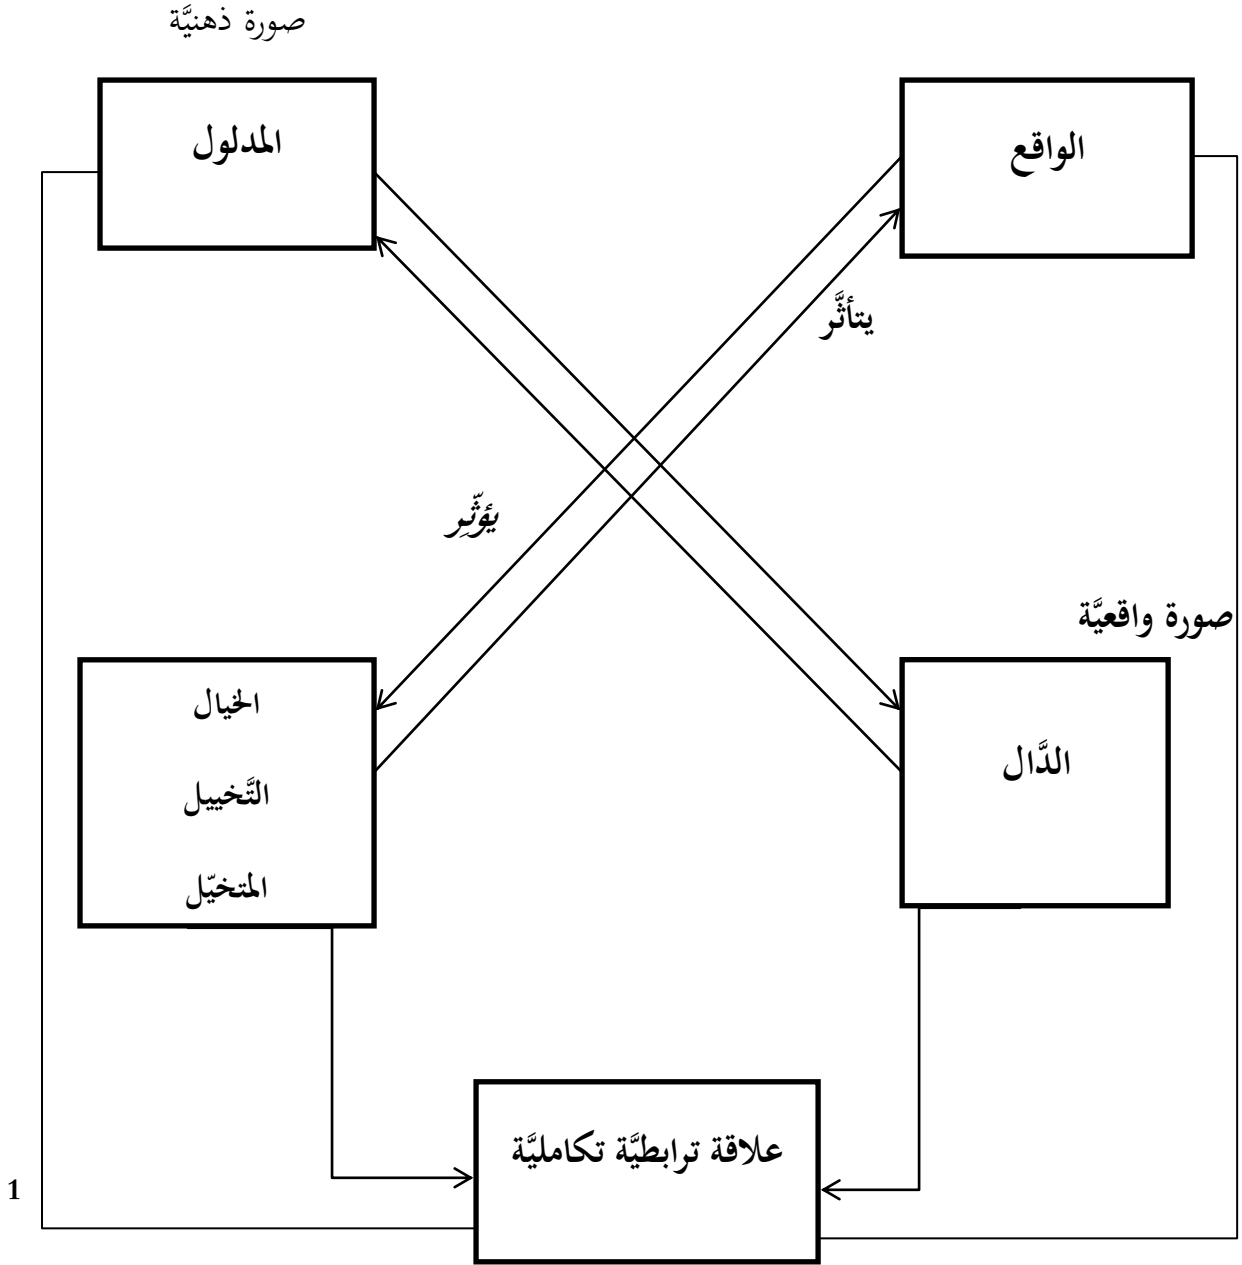 صورة ذهنيَّة
الواقع
المدلول
يتأثَّر
يؤثِّر
صورة واقعيَّة
الدَّال
الخيال
التَّخييل
المتخيّل
علاقة ترابطيَّة تكامليَّة
1